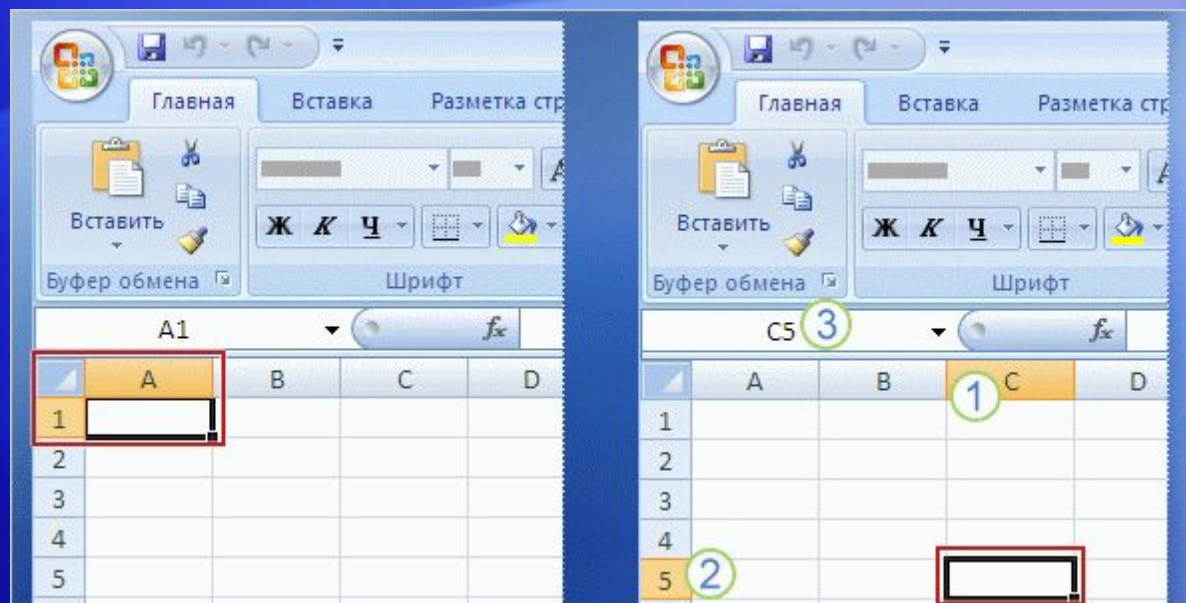 Главная Вставка Разметка стр
Вставить
Ж К Ч
Буфер обмена Шрифт
A1 fx
A B C D
1
2
3
4
5
Главная Вставка Разметка стр
Вставить
Ж К Ч
Буфер обмена Шрифт
C5 3 fx
A B 1 C D
1
2
3
4
5 2